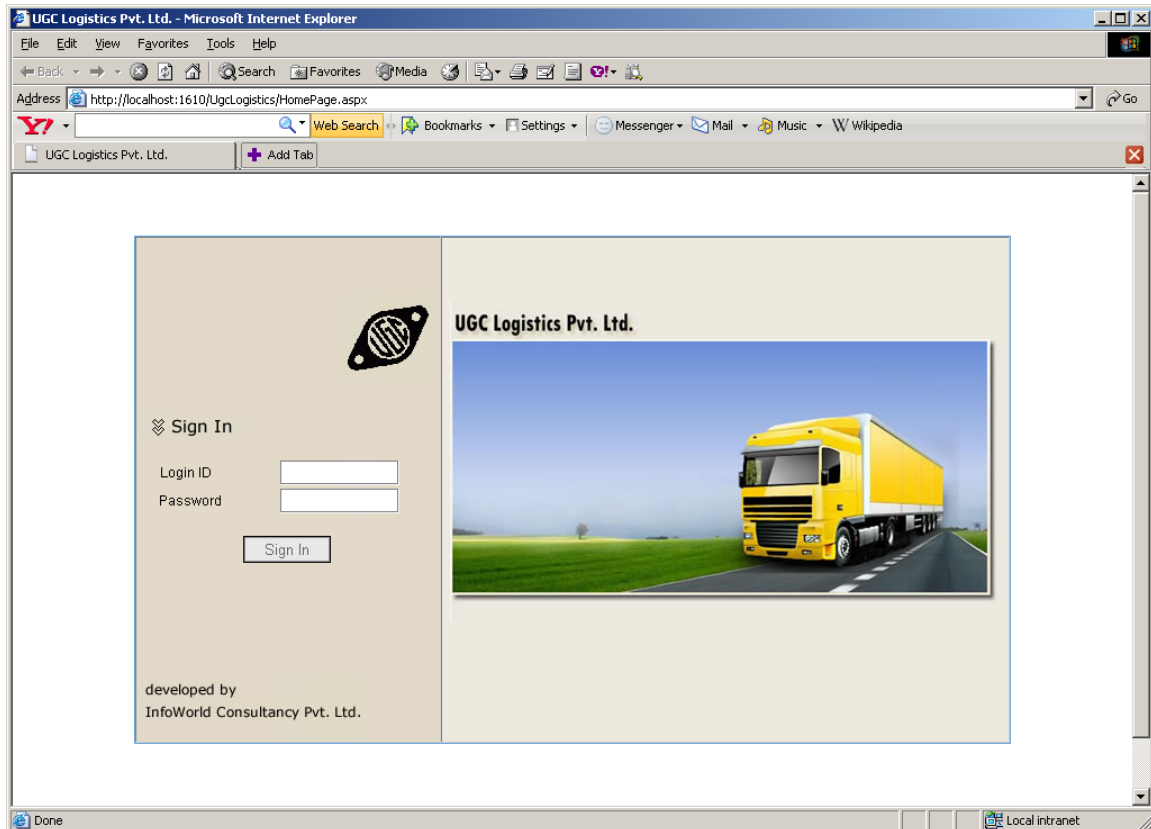 UGC Logistics Pvt. Ltd. - Microsoft Internet Explorer
File Edit View Favorites Tools Help
Back Search Favorites Media
Address http://localhost:1610/UgcLogistics/HomePage.aspx Go
Y! Web Search Bookmarks Settings Messenger Mail Music W Wikipedia
UGC Logistics Pvt. Ltd. Add Tab
UGC
UGC Logistics Pvt. Ltd.
Sign In
Login ID
Password
Sign In
developed by
InfoWorld Consultancy Pvt. Ltd.
Done Local intranet